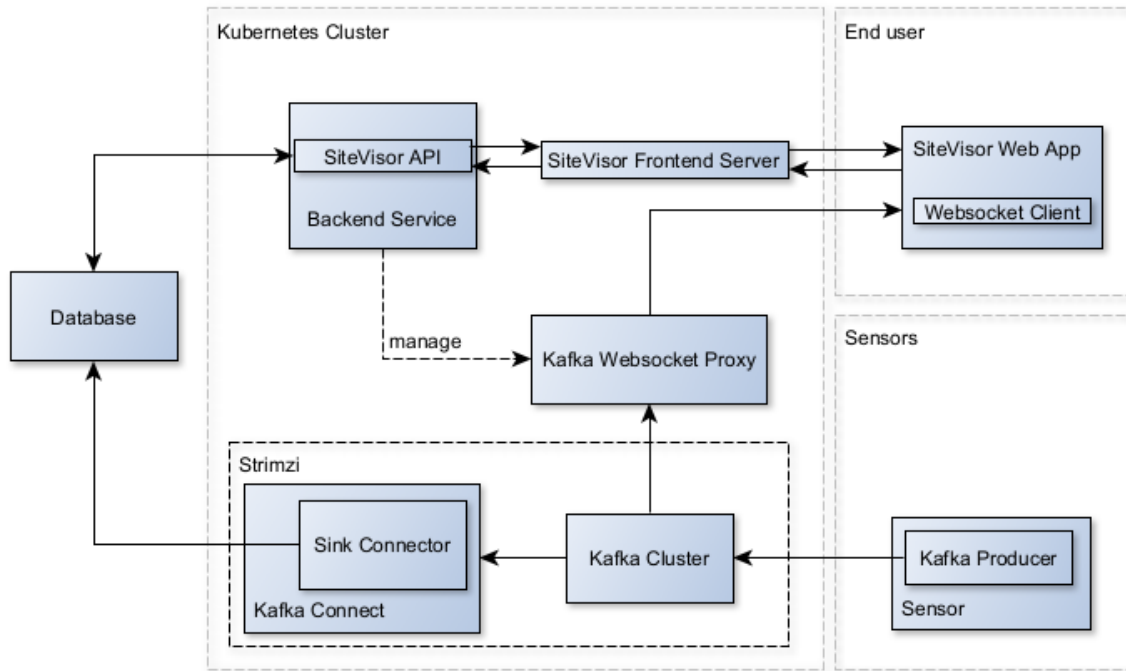 Kubernetes Cluster
End user
SiteVisor API
SiteVisor Frontend Server
SiteVisor Web App
Backend Service
Websocket Client
Database
manage
Kafka Websocket Proxy
Sensors
Strimzi
Sink Connector
Kafka Cluster
Kafka Producer
Kafka Connect
Sensor